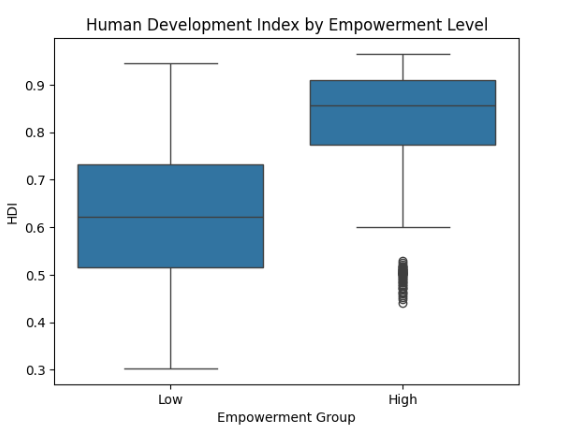 Human Development Index by Empowerment Level
0.9
0.8
0.7
0.6
0.5
0.4
0.3
HDI
Low High
Empowerment Group